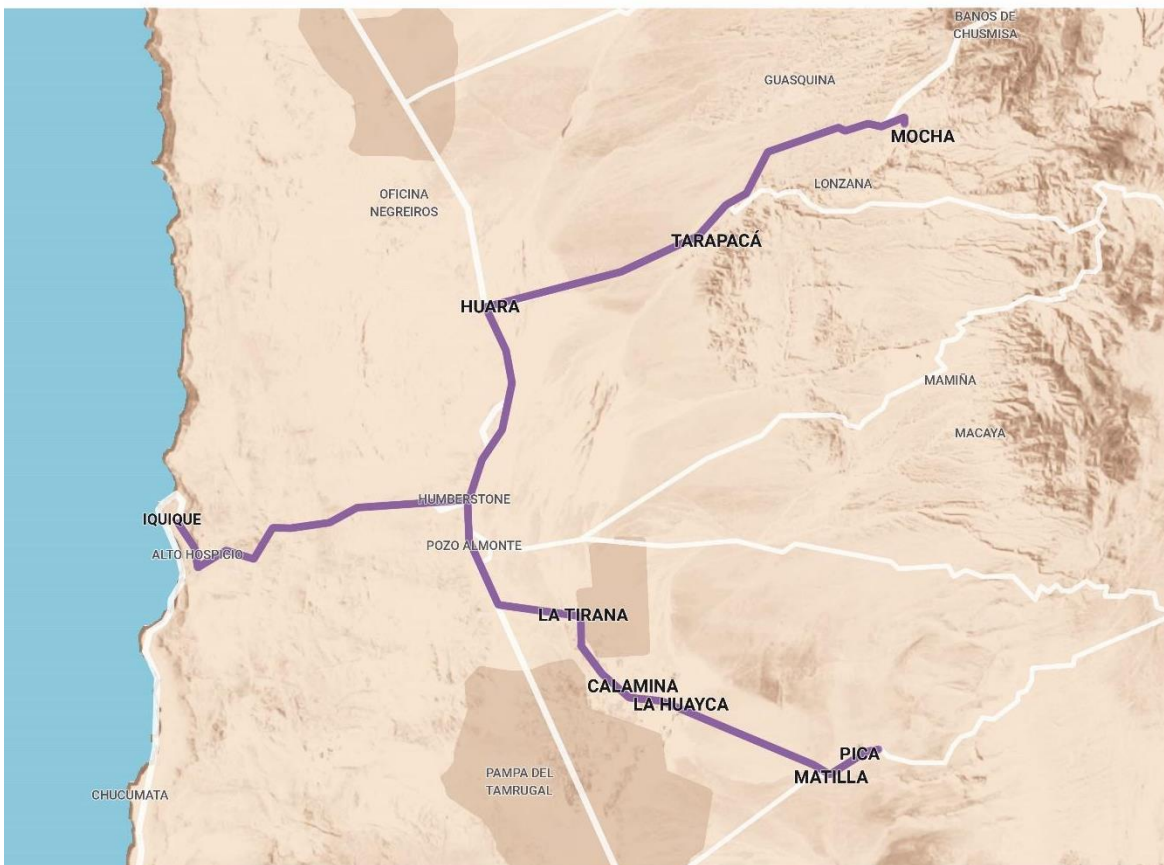 BANOS DE
CHUSMISA
GUASQUINA
MOCHA
LONZANA
OFICINA
NEGREIROS
TARAPACÁ
HUARA
MAMIÑA
MACAYA
HUMBERSTONE
IQUIQUE
ALTO HOSPICIO
POZO ALMONTE
LA TIRANA
CALAMINA
LA HUAYCA
PICA
MATILLA
PAMPA DEL
TAMRUGAL
CHUCUMATA